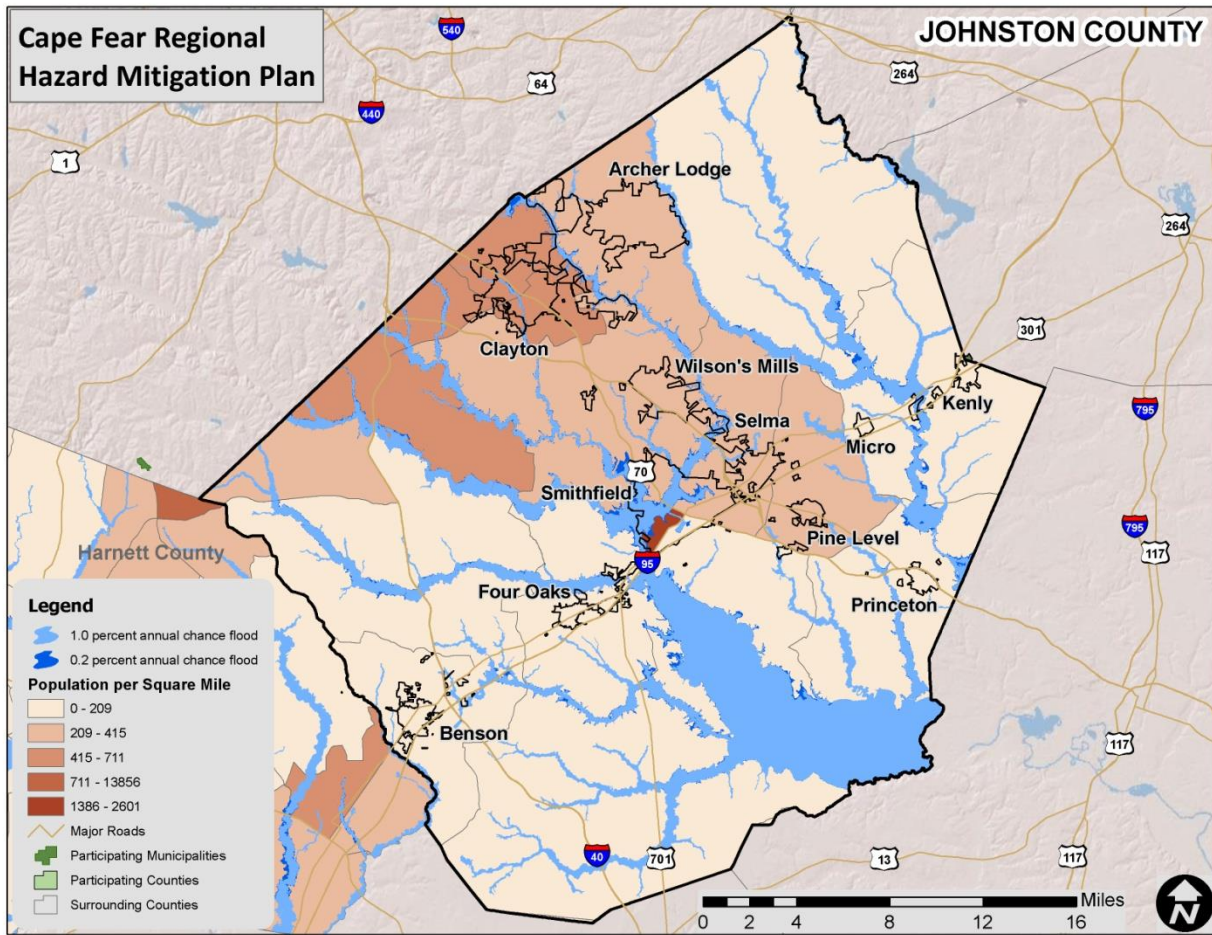 Cape Fear Regional
Hazard Mitigation Plan
JOHNSTON COUNTY
540
64
264
440
1
Archer Lodge
264
301
Clayton
Wilson's Mills
Kenly
795
Selma
Micro
70
Smithfield
795
Harnett County
Pine Level
117
95
Four Oaks
Princeton
Benson
117
40
701
13
117
Legend
1.0 percent annual chance flood
0.2 percent annual chance flood
Population per Square Mile
0 - 209
209 - 415
415 - 711
711 - 13856
1386 - 2601
Major Roads
Participating Municipalities
Participating Counties
Surrounding Counties
Miles
0 2 4 8 12 16
N